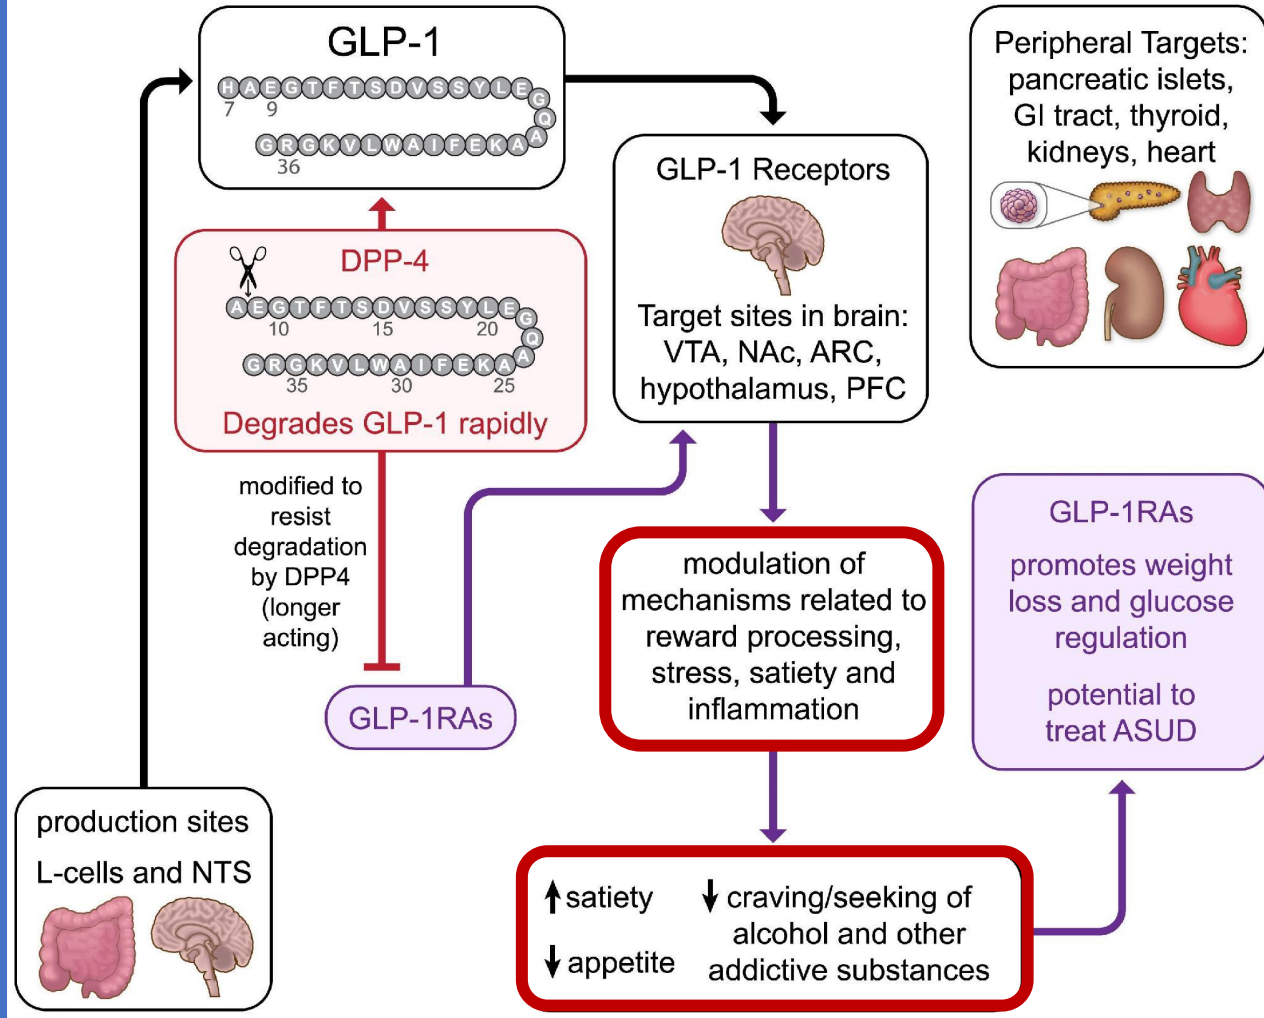 GLP-1
H A E G T F T S D V S S Y L E G Q A A K E F I A W L V K G R G
7 9
36
DPP-4
A E G T F T S D V S S Y L E G Q A A K E F I A W L V K G R G
10 15 20
35 30 25
Degrades GLP-1 rapidly
modified to
resist
degradation
by DPP4
(longer
acting)
GLP-1RAs
production sites
L-cells and NTS
GLP-1 Receptors
Target sites in brain:
VTA, NAc, ARC,
hypothalamus, PFC
modulation of
mechanisms related to
reward processing,
stress, satiety and
inflammation
satiety
appetite
craving/seeking of
alcohol and other
addictive substances
Peripheral Targets:
pancreatic islets,
GI tract, thyroid,
kidneys, heart
GLP-1RAs
promotes weight
loss and glucose
regulation
potential to
treat ASUD